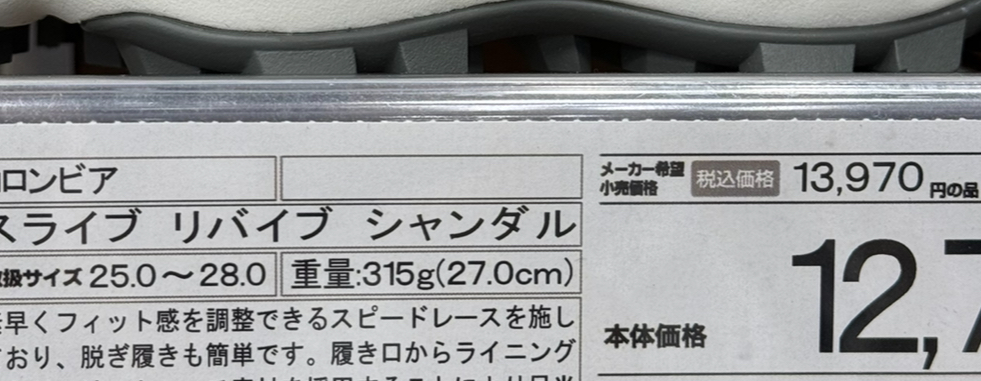 ロンビア
メーカー希望
小売価格
税込価格 13,970 円の品
スライブ リバイブ シャンダル
扱サイズ 25.0〜28.0
重量:315g(27.0cm)
12,7
本体価格
早くフィット感を調整できるスピードレースを施し
おり、脱ぎ履きも簡単です。履き口からライニング